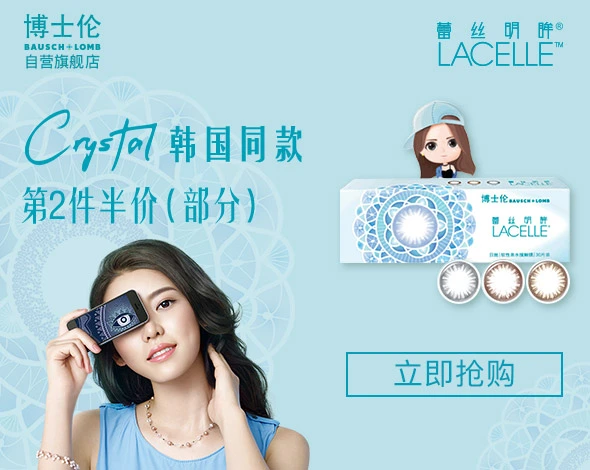 博士伦
BAUSCH+LOMB
自营旗舰店
蕾丝明眸®
LACELLE™
Crystal 韩国同款
第2件半价(部分)
博士伦 BAUSCH+LOMB
蕾丝明眸
LACELLE™
立即抢购